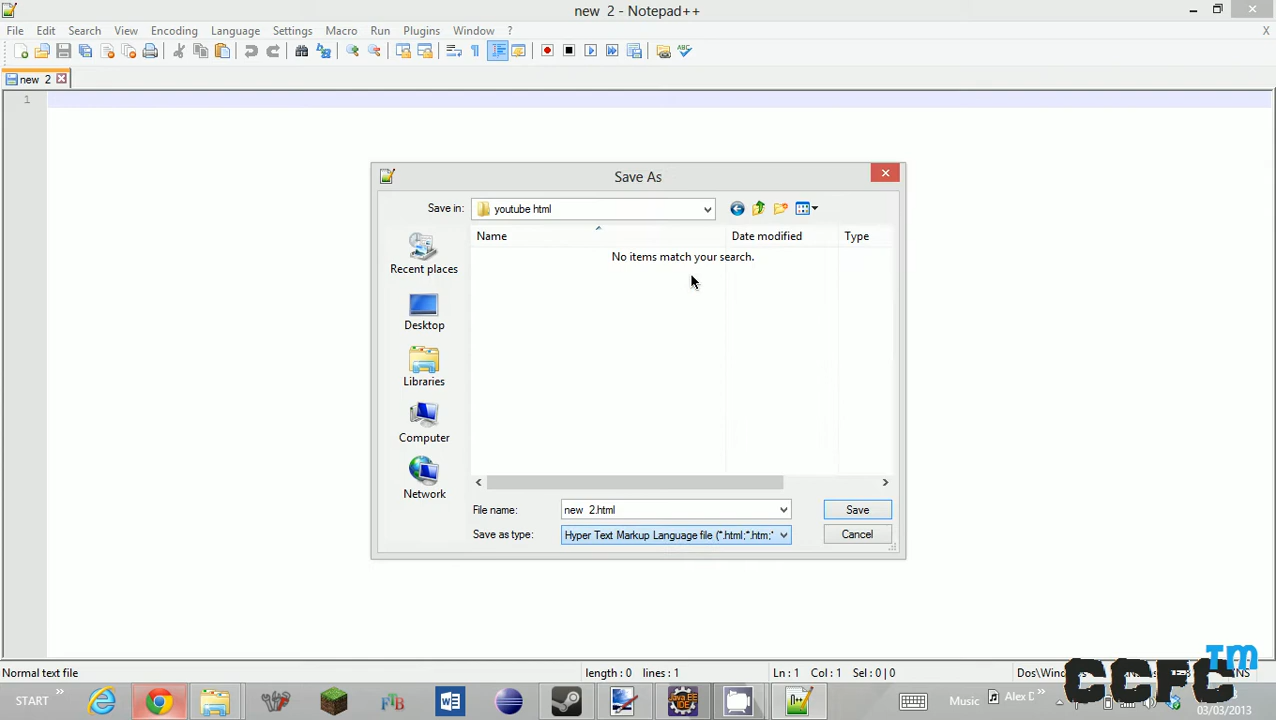 new 2 - Notepad++
File Edit Search View Encoding Language Settings Macro Run Plugins Window ? X
new 2
1
Save As
Save in: youtube html
Name Date modified Type
No items match your search.
Recent places
Desktop
Libraries
Computer
Network
File name: new 2.html Save
Save as type: Hyper Text Markup Language file (*.html;*.htm;* Cancel
Normal text file length : 0 lines : 1 Ln : 1 Col : 1 Sel : 0 | 0 Dos\Wind NS
START Music Alex D
03/03/2013
CCFC TM